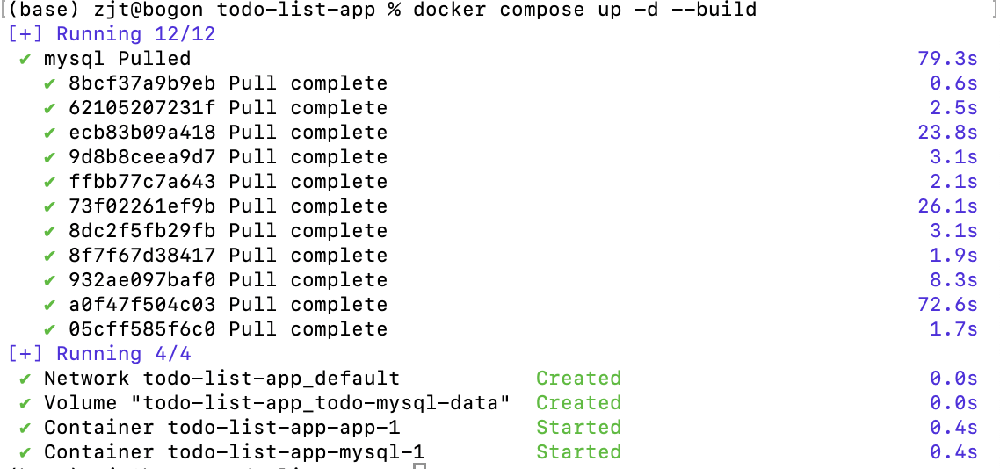 (base) zjt@bogon todo-list-app % docker compose up -d --build
[+] Running 12/12
✔ mysql Pulled 79.3s
✔ 8bcf37a9b9eb Pull complete 0.6s
✔ 62105207231f Pull complete 2.5s
✔ ecb83b09a418 Pull complete 23.8s
✔ 9d8b8ceea9d7 Pull complete 3.1s
✔ ffbb77c7a643 Pull complete 2.1s
✔ 73f02261ef9b Pull complete 26.1s
✔ 8dc2f5fb29fb Pull complete 3.1s
✔ 8f7f67d38417 Pull complete 1.9s
✔ 932ae097baf0 Pull complete 8.3s
✔ a0f47f504c03 Pull complete 72.6s
✔ 05cff585f6c0 Pull complete 1.7s
[+] Running 4/4
✔ Network todo-list-app_default Created 0.0s
✔ Volume "todo-list-app_todo-mysql-data" Created 0.0s
✔ Container todo-list-app-app-1 Started 0.4s
✔ Container todo-list-app-mysql-1 Started 0.4s